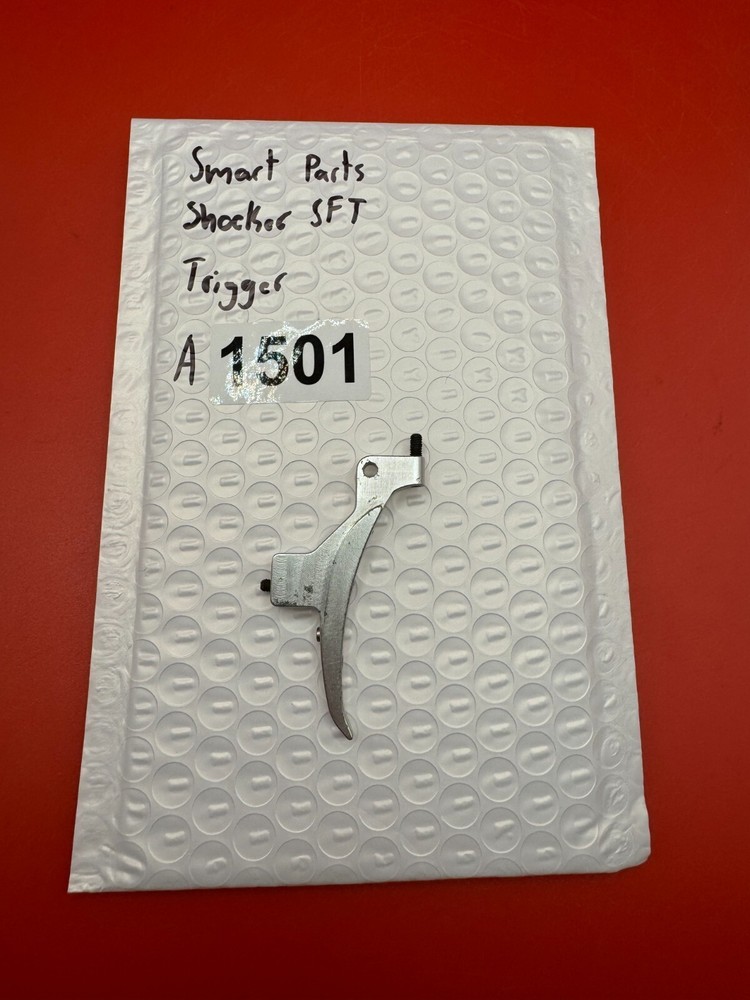 Smart Parts
Shocker SFT
Trigger
A 1501